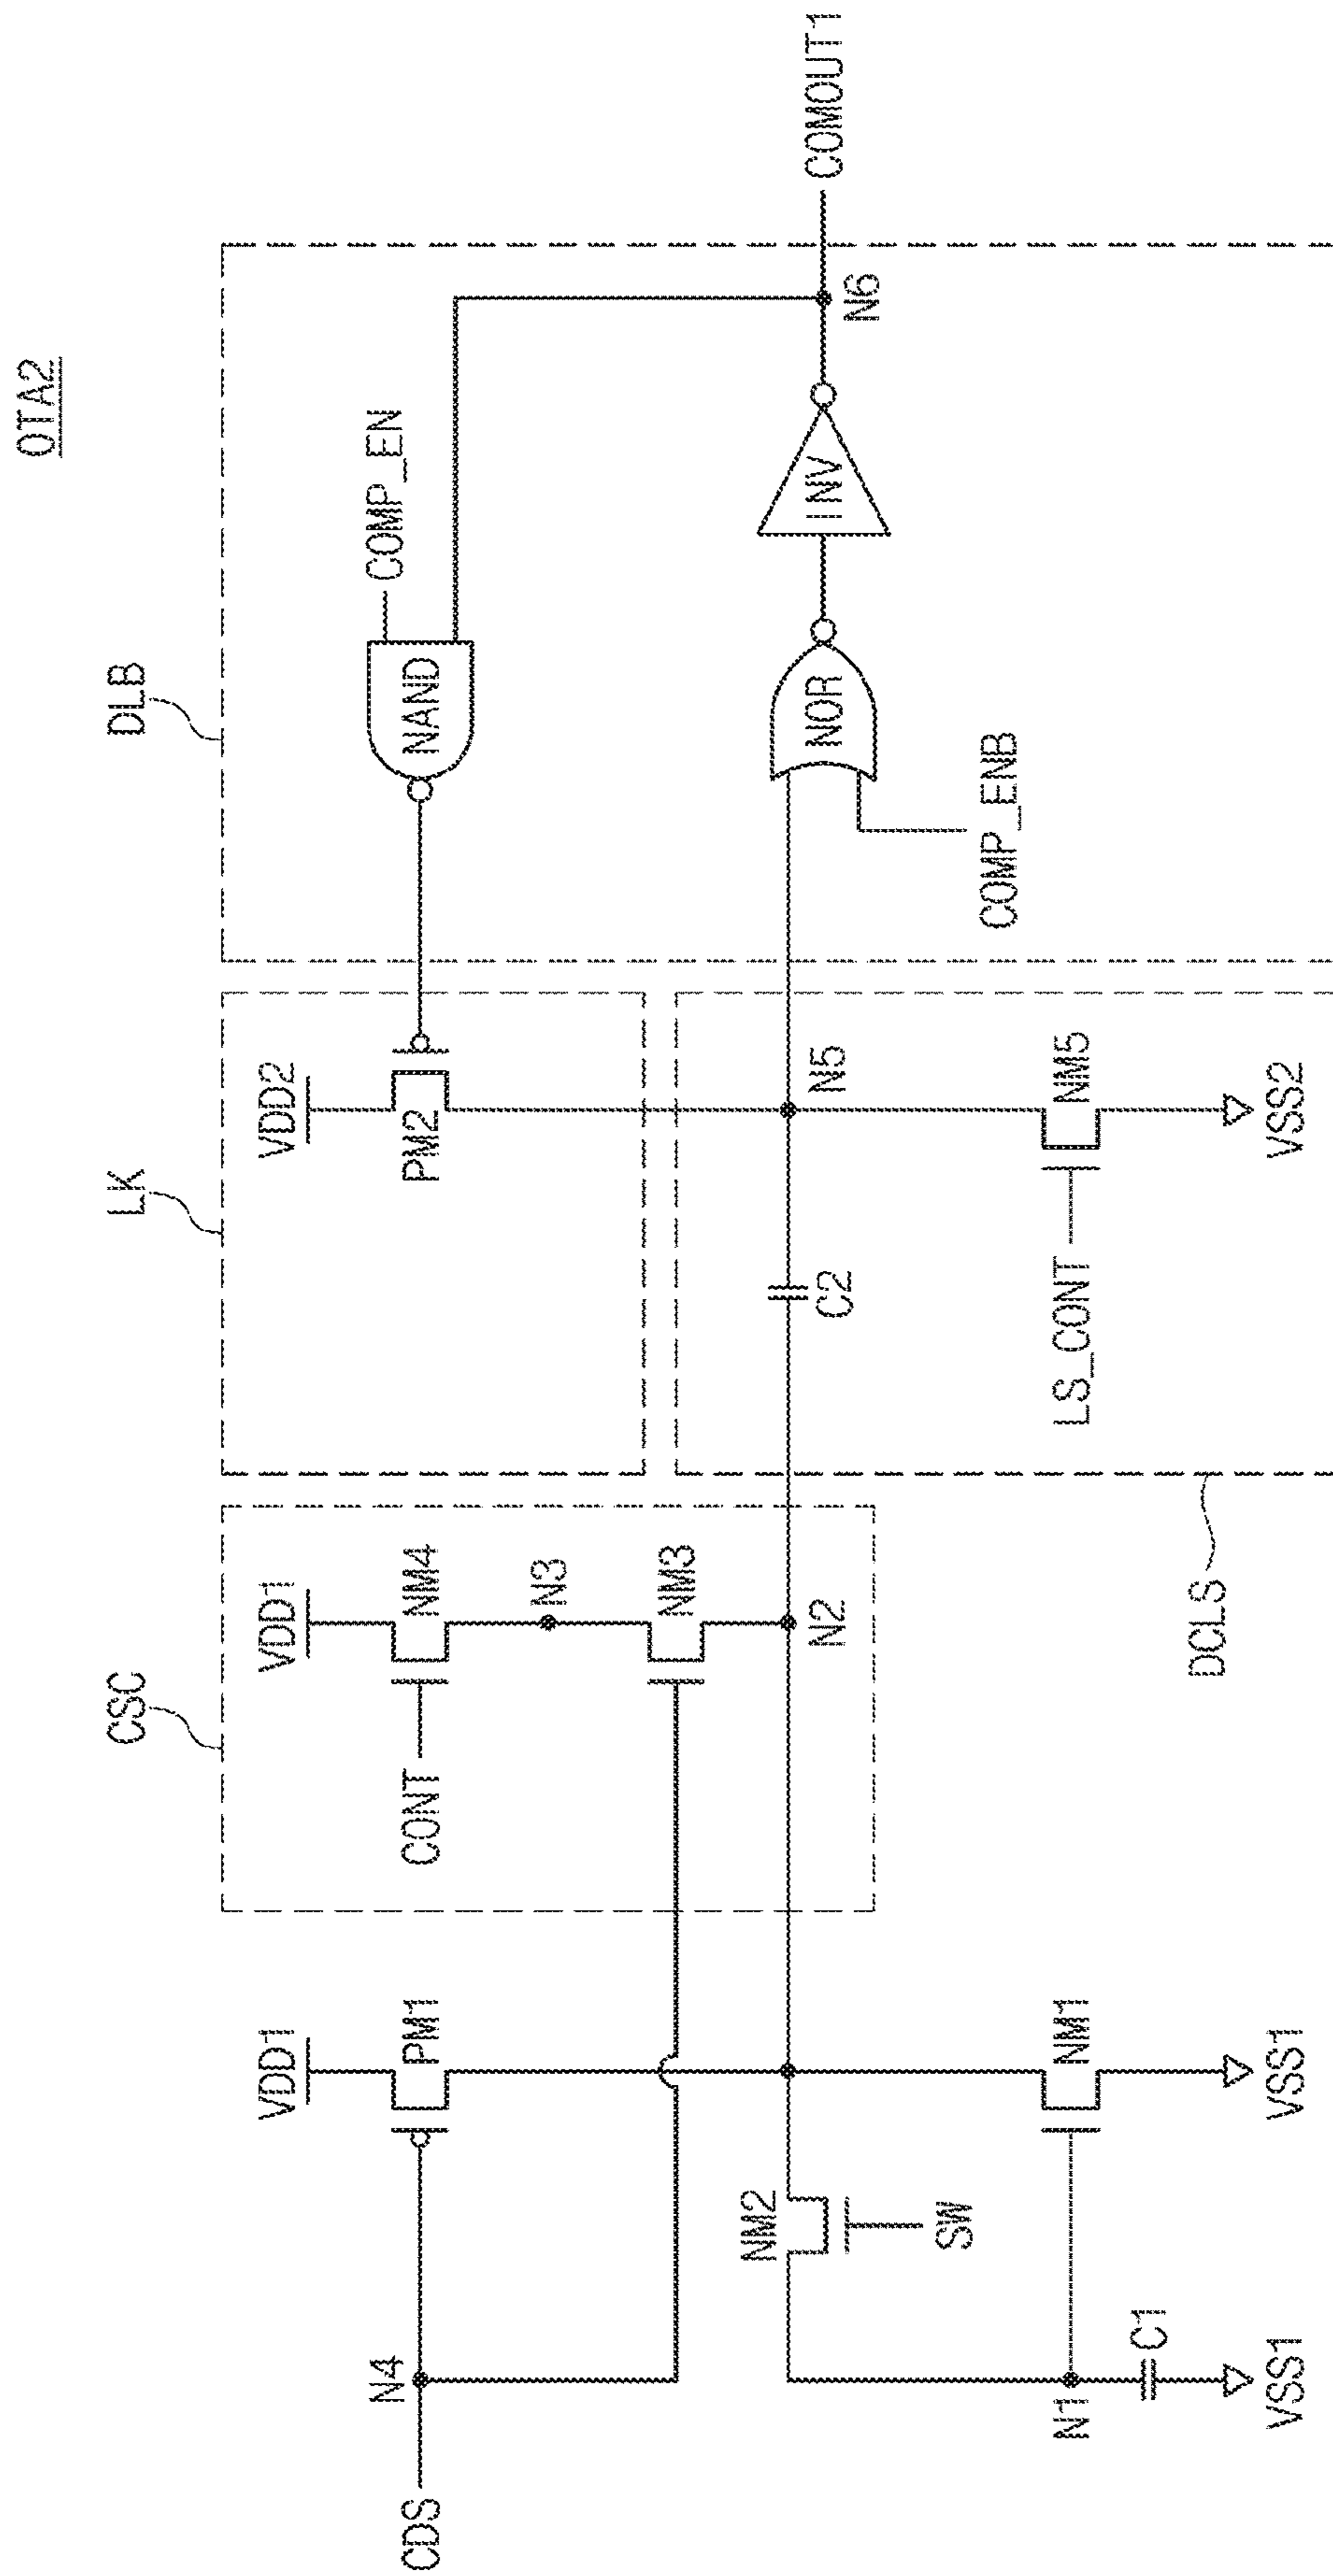 OTA2
CSC
LK
DLB
VDD1
VDD1
VDD2
COMP_EN
N4
CDS
PM1
CONT
NM4
PM2
NAND
N3
NM3
NM2
SW
N2
C2
N5
NOR
INV
N6
COMOUT1
COMP_ENB
N1
NM1
LS_CONT
NM5
C1
VSS1
VSS1
DCLS
VSS2